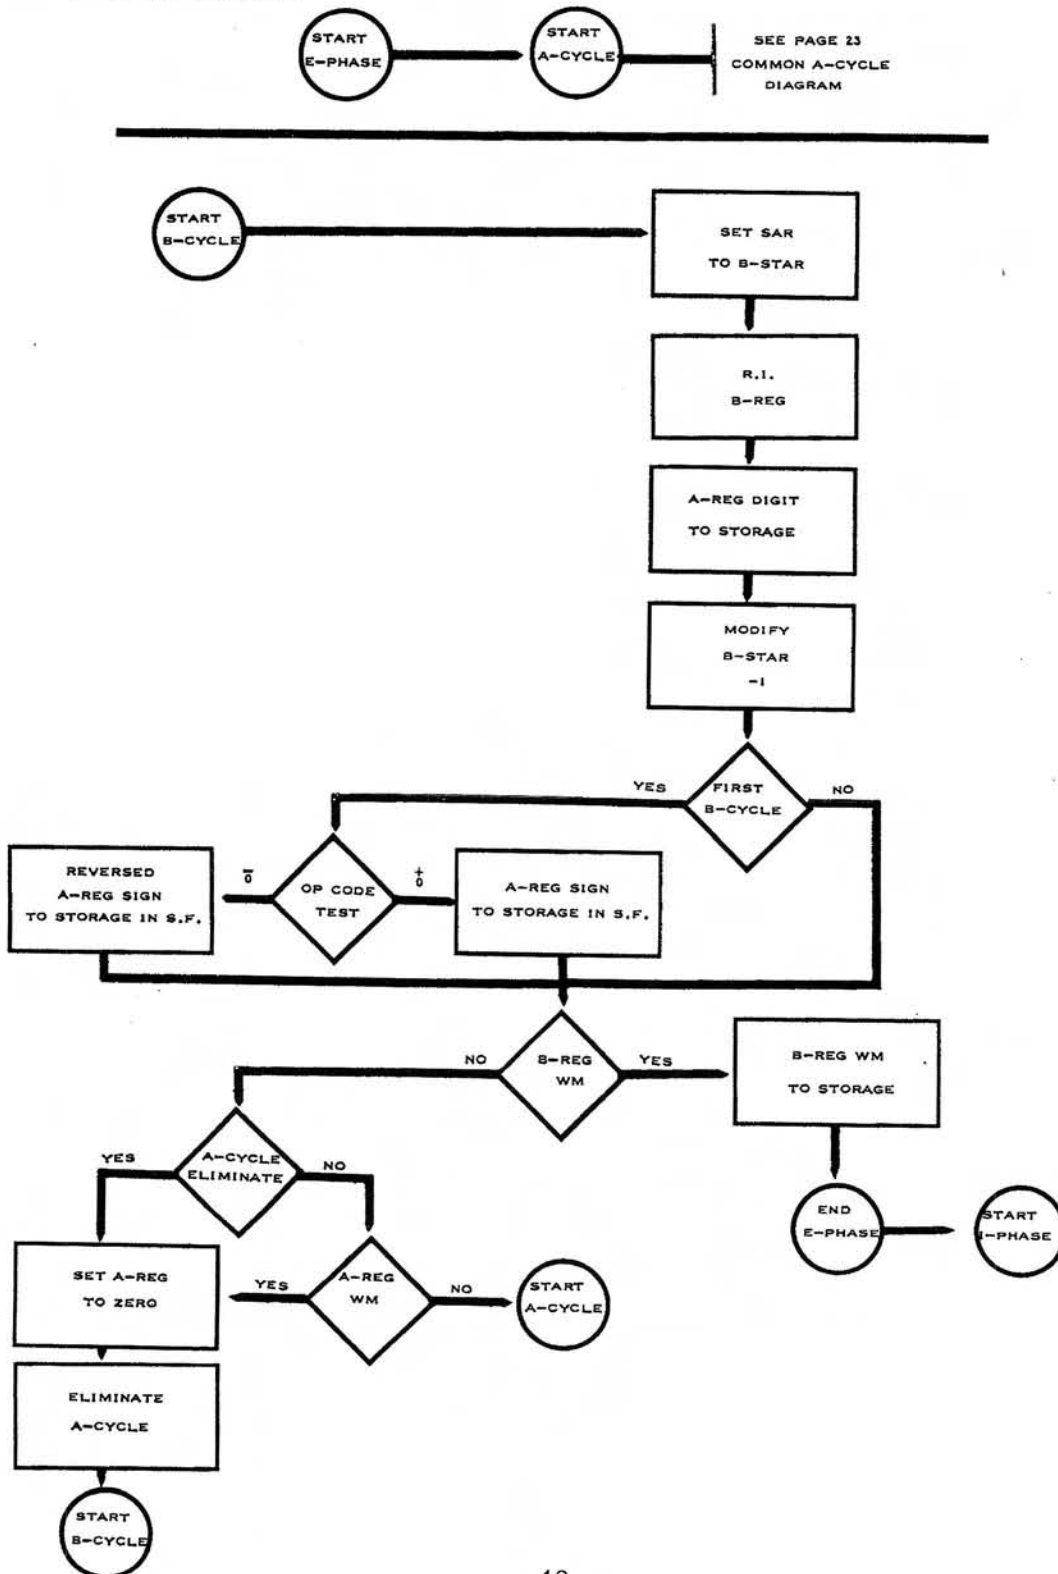 START
E-PHASE
START
A-CYCLE
SEE PAGE 23
COMMON A-CYCLE
DIAGRAM
START
B-CYCLE
SET SAR
TO B-STAR
R.I.
B-REG
A-REG DIGIT
TO STORAGE
MODIFY
B-STAR
-1
YES
FIRST
B-CYCLE
NO
REVERSED
A-REG SIGN
TO STORAGE IN S.F.
-
0
OP CODE
TEST
+
0
A-REG SIGN
TO STORAGE IN S.F.
NO
B-REG
WM
YES
B-REG WM
TO STORAGE
YES
A-CYCLE
ELIMINATE
NO
END
E-PHASE
START
I-PHASE
SET A-REG
TO ZERO
YES
A-REG
WM
NO
START
A-CYCLE
ELIMINATE
A-CYCLE
START
B-CYCLE